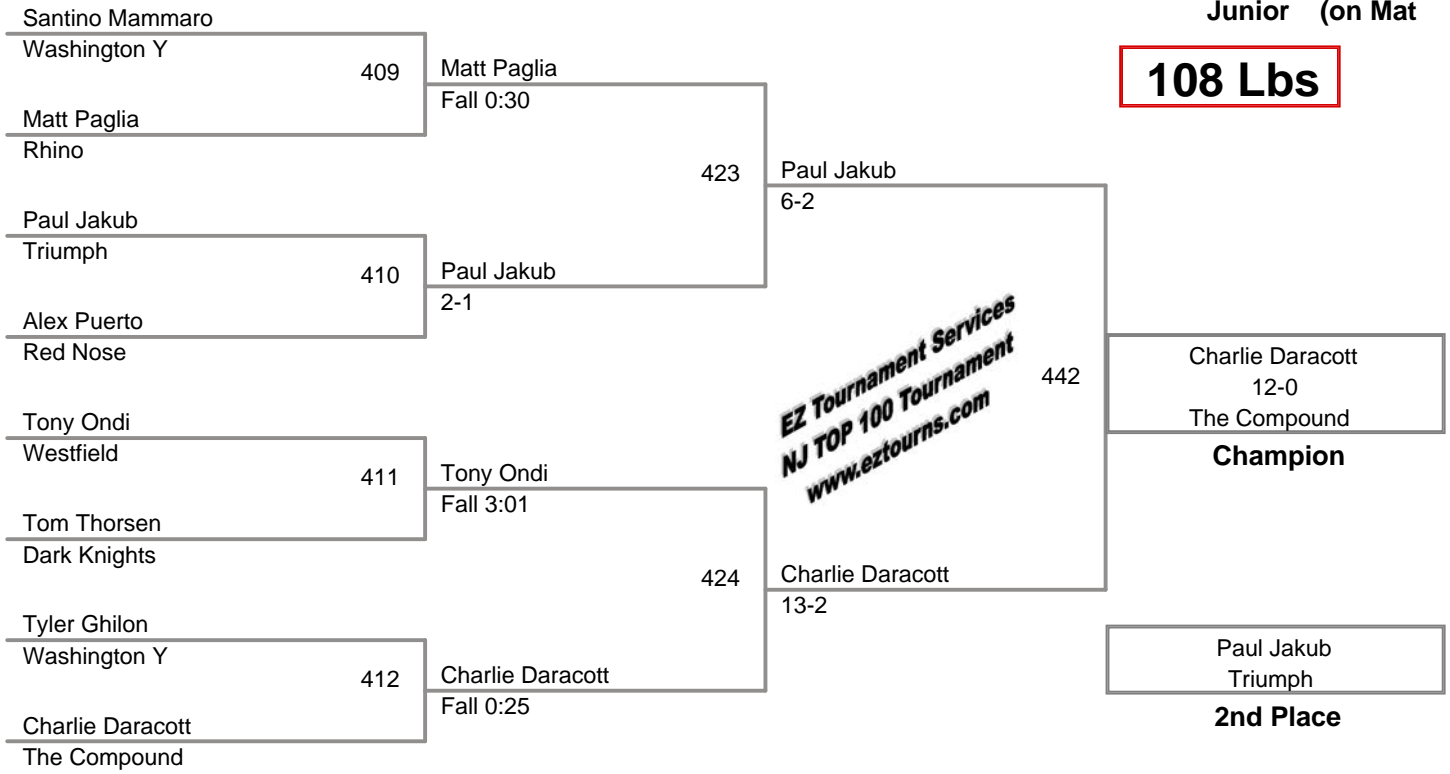 Junior (on Mat
108 Lbs
Santino Mammaro
Washington Y
409
Matt Paglia
Fall 0:30
Matt Paglia
Rhino
423
Paul Jakub
6-2
Paul Jakub
Triumph
410
Paul Jakub
2-1
Alex Puerto
Red Nose
EZ Tournament Services
NJ TOP 100 Tournament
www.eztourns.com
442
Charlie Daracott
12-0
The Compound
Champion
Tony Ondi
Westfield
411
Tony Ondi
Fall 3:01
Tom Thorsen
Dark Knights
424
Charlie Daracott
13-2
Tyler Ghilon
Washington Y
412
Charlie Daracott
Fall 0:25
Charlie Daracott
The Compound
Paul Jakub
Triumph
2nd Place